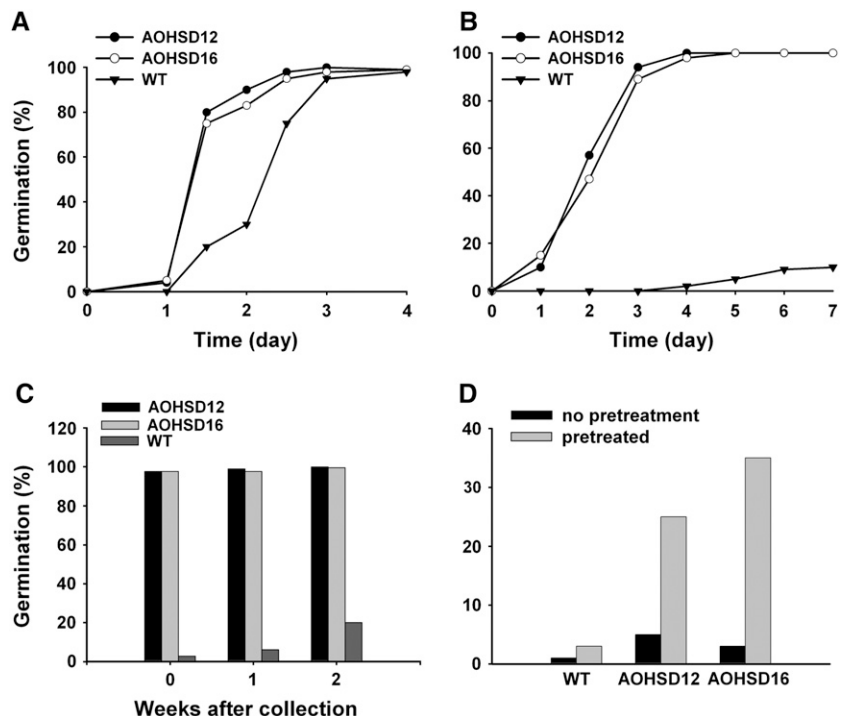 A
AOHSD12
AOHSD16
WT
Germination (%)
100
80
60
40
20
0
0 1 2 3 4
Time (day)
B
AOHSD12
AOHSD16
WT
100
80
60
40
20
0
0 1 2 3 4 5 6 7
Time (day)
C
AOHSD12
AOHSD16
WT
Germination (%)
120
100
80
60
40
20
0
0 1 2
Weeks after collection
D
no pretreatment
pretreated
40
30
20
10
0
WT AOHSD12 AOHSD16